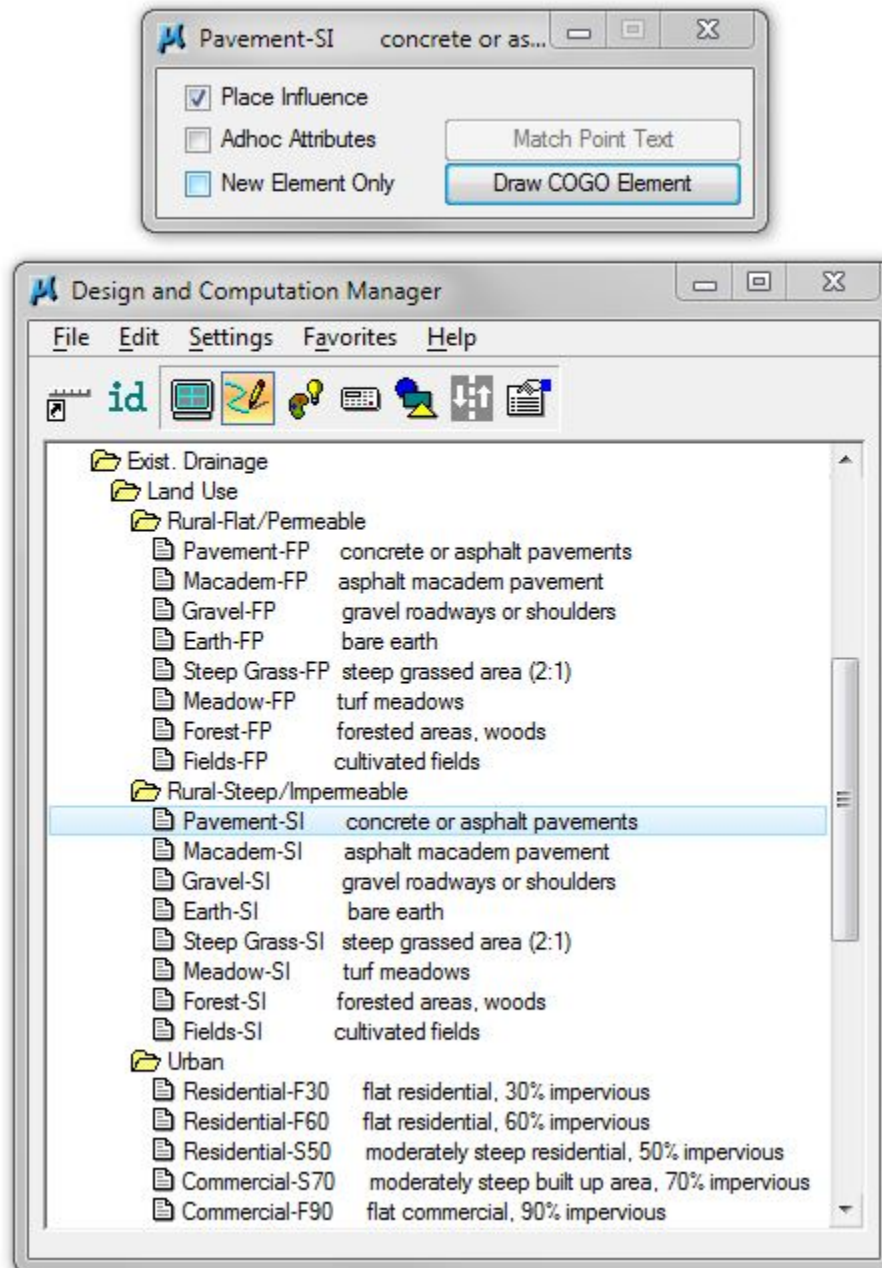 Pavement-SI concrete or as...
Place Influence
Adhoc Attributes Match Point Text
New Element Only Draw COGO Element
Design and Computation Manager
File Edit Settings Favorites Help
id
Exist. Drainage
Land Use
Rural-Flat/Permeable
Pavement-FP concrete or asphalt pavements
Macadem-FP asphalt macadem pavement
Gravel-FP gravel roadways or shoulders
Earth-FP bare earth
Steep Grass-FP steep grassed area (2:1)
Meadow-FP turf meadows
Forest-FP forested areas, woods
Fields-FP cultivated fields
Rural-Steep/Impermeable
Pavement-SI concrete or asphalt pavements
Macadem-SI asphalt macadem pavement
Gravel-SI gravel roadways or shoulders
Earth-SI bare earth
Steep Grass-SI steep grassed area (2:1)
Meadow-SI turf meadows
Forest-SI forested areas, woods
Fields-SI cultivated fields
Urban
Residential-F30 flat residential, 30% impervious
Residential-F60 flat residential, 60% impervious
Residential-S50 moderately steep residential, 50% impervious
Commercial-S70 moderately steep built up area, 70% impervious
Commercial-F90 flat commercial, 90% impervious